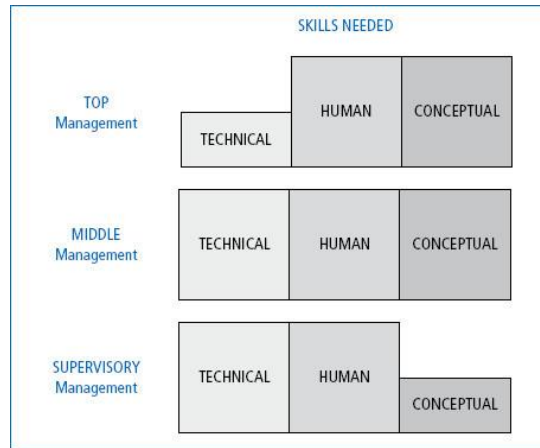 SKILLS NEEDED
TOP
Management
TECHNICAL
HUMAN
CONCEPTUAL
MIDDLE
Management
TECHNICAL
HUMAN
CONCEPTUAL
SUPERVISORY
Management
TECHNICAL
HUMAN
CONCEPTUAL